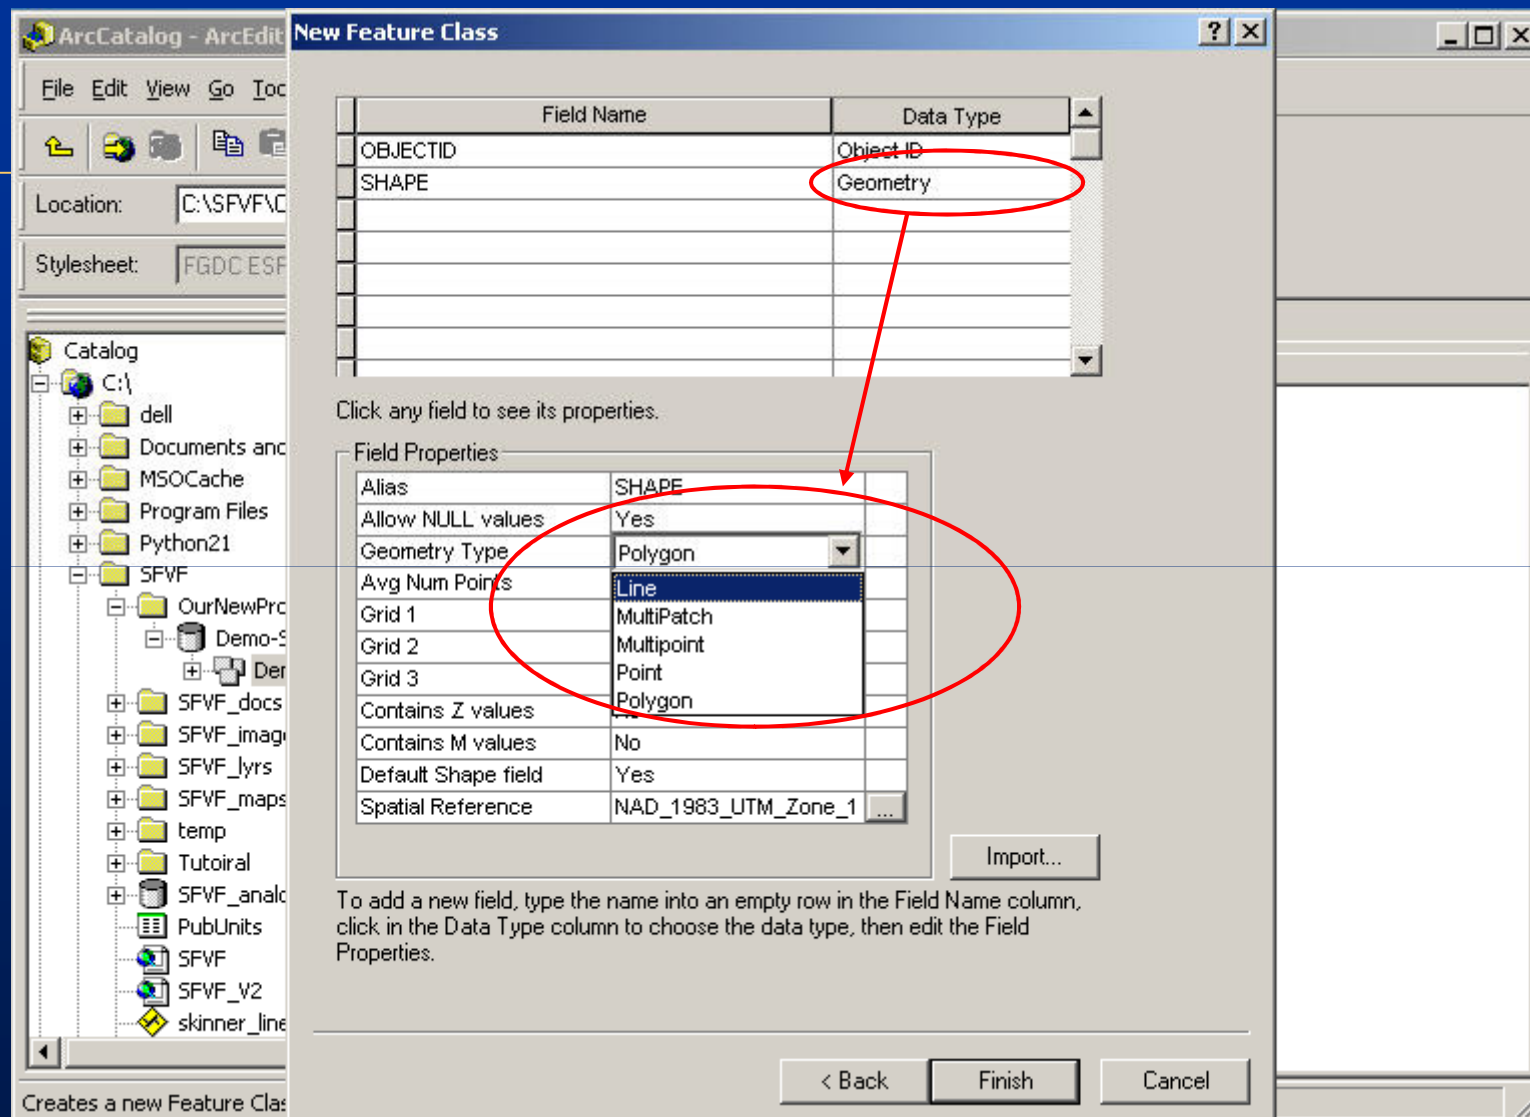 ArcCatalog - ArcEdit
New Feature Class
File Edit View Go Too
Location: C:\SFVF\O
Stylesheet: FGDC ESR
Catalog
C:\
dell
Documents and
MSOCache
Program Files
Python21
SFVF
OurNewPro
Demo-S
Der
SFVF_docs
SFVF_imag
SFVF_lyrs
SFVF_maps
temp
Tutoiral
SFVF_analo
PubUnits
SFVF
SFVF_V2
skinner_line
Creates a new Feature Clas
Field Name Data Type
OBJECTID Object ID
SHAPE Geometry
Click any field to see its properties.
Field Properties
Alias SHAPE
Allow NULL values Yes
Geometry Type Polygon
Avg Num Points Line
Grid 1 MultiPatch
Grid 2 Multipoint
Grid 3 Point
Polygon
Contains Z values No
Contains M values No
Default Shape field Yes
Spatial Reference NAD_1983_UTM_Zone_1 ...
Import...
To add a new field, type the name into an empty row in the Field Name column,
click in the Data Type column to choose the data type, then edit the Field
Properties.
< Back Finish Cancel